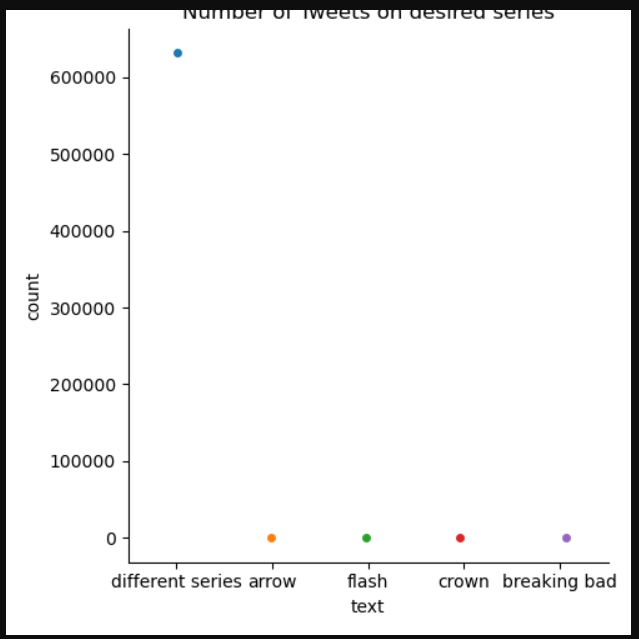 Number of Tweets on desired series
600000
500000
400000
300000
200000
100000
0
count
different series arrow flash crown breaking bad
text